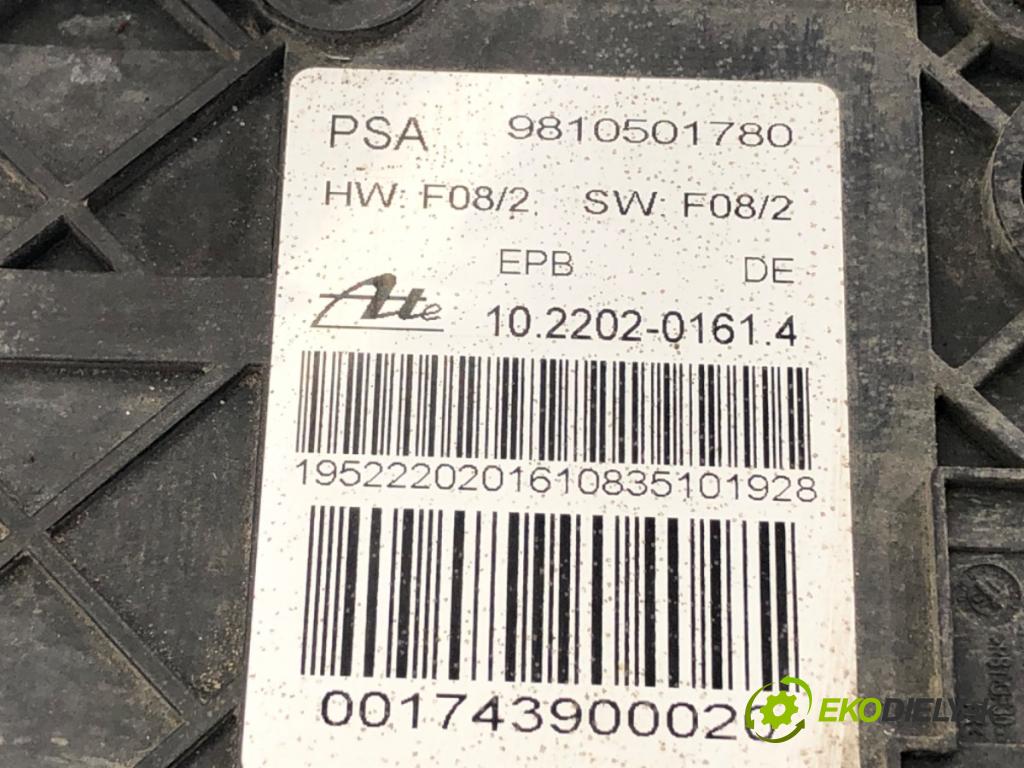 PSA 9810501780
HW: F08/2. SW: F08/2
EPB DE
Ate 10.2202-0161.4
1952220201610835101928
EKODIELY